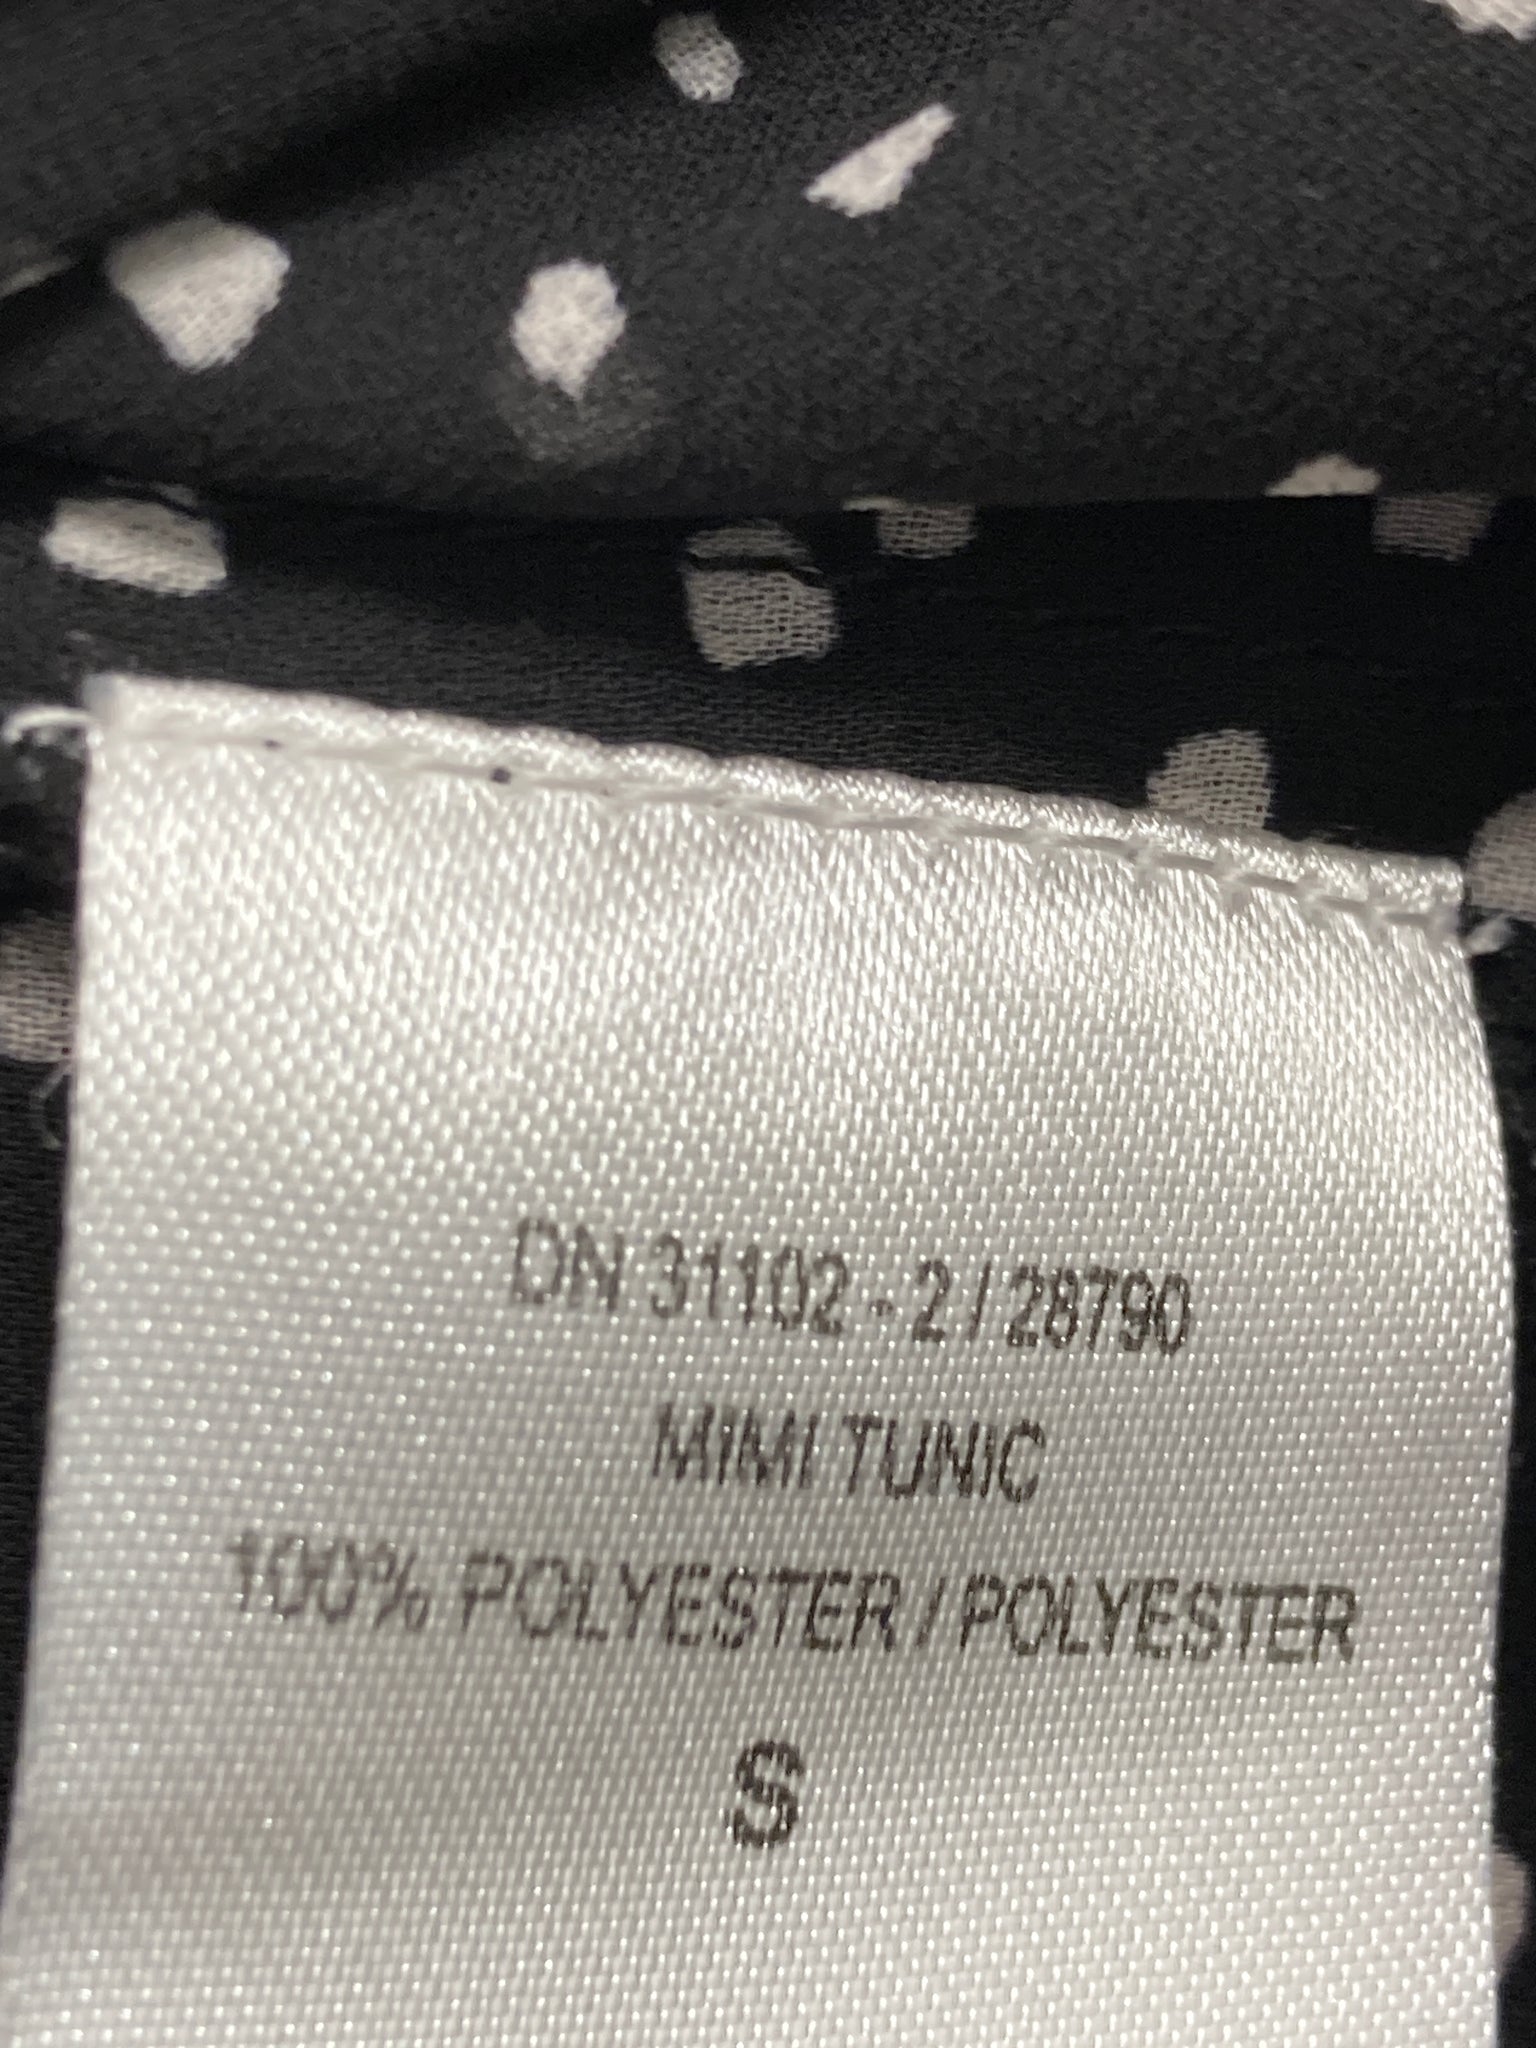 DN 31102 - 2 / 28790
MIMI TUNIC
100% POLYESTER / POLYESTER
S